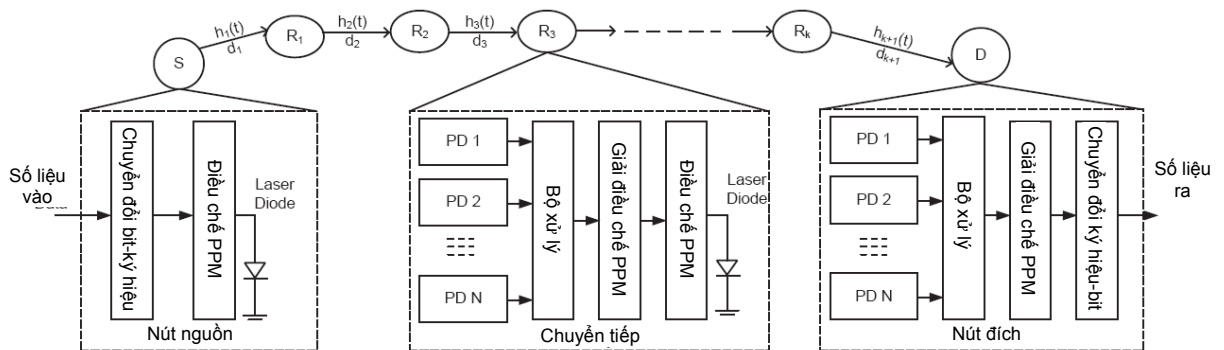 h1(t)
d1
h2(t)
d2
h3(t)
d3
hk+1(t)
dk+1
S
R1
R2
R3
Rk
D
Số liệu
vào
Chuyển đổi bit-ký hiệu
Điều chế PPM
Laser
Diode
Nút nguồn
PD 1
PD 2
PD N
Bộ xử lý
Giải điều chế PPM
Điều chế PPM
Laser
Diode
Chuyển tiếp
PD 1
PD 2
PD N
Bộ xử lý
Giải điều chế PPM
Chuyển đổi ký hiệu-bit
Nút đích
Số liệu
ra